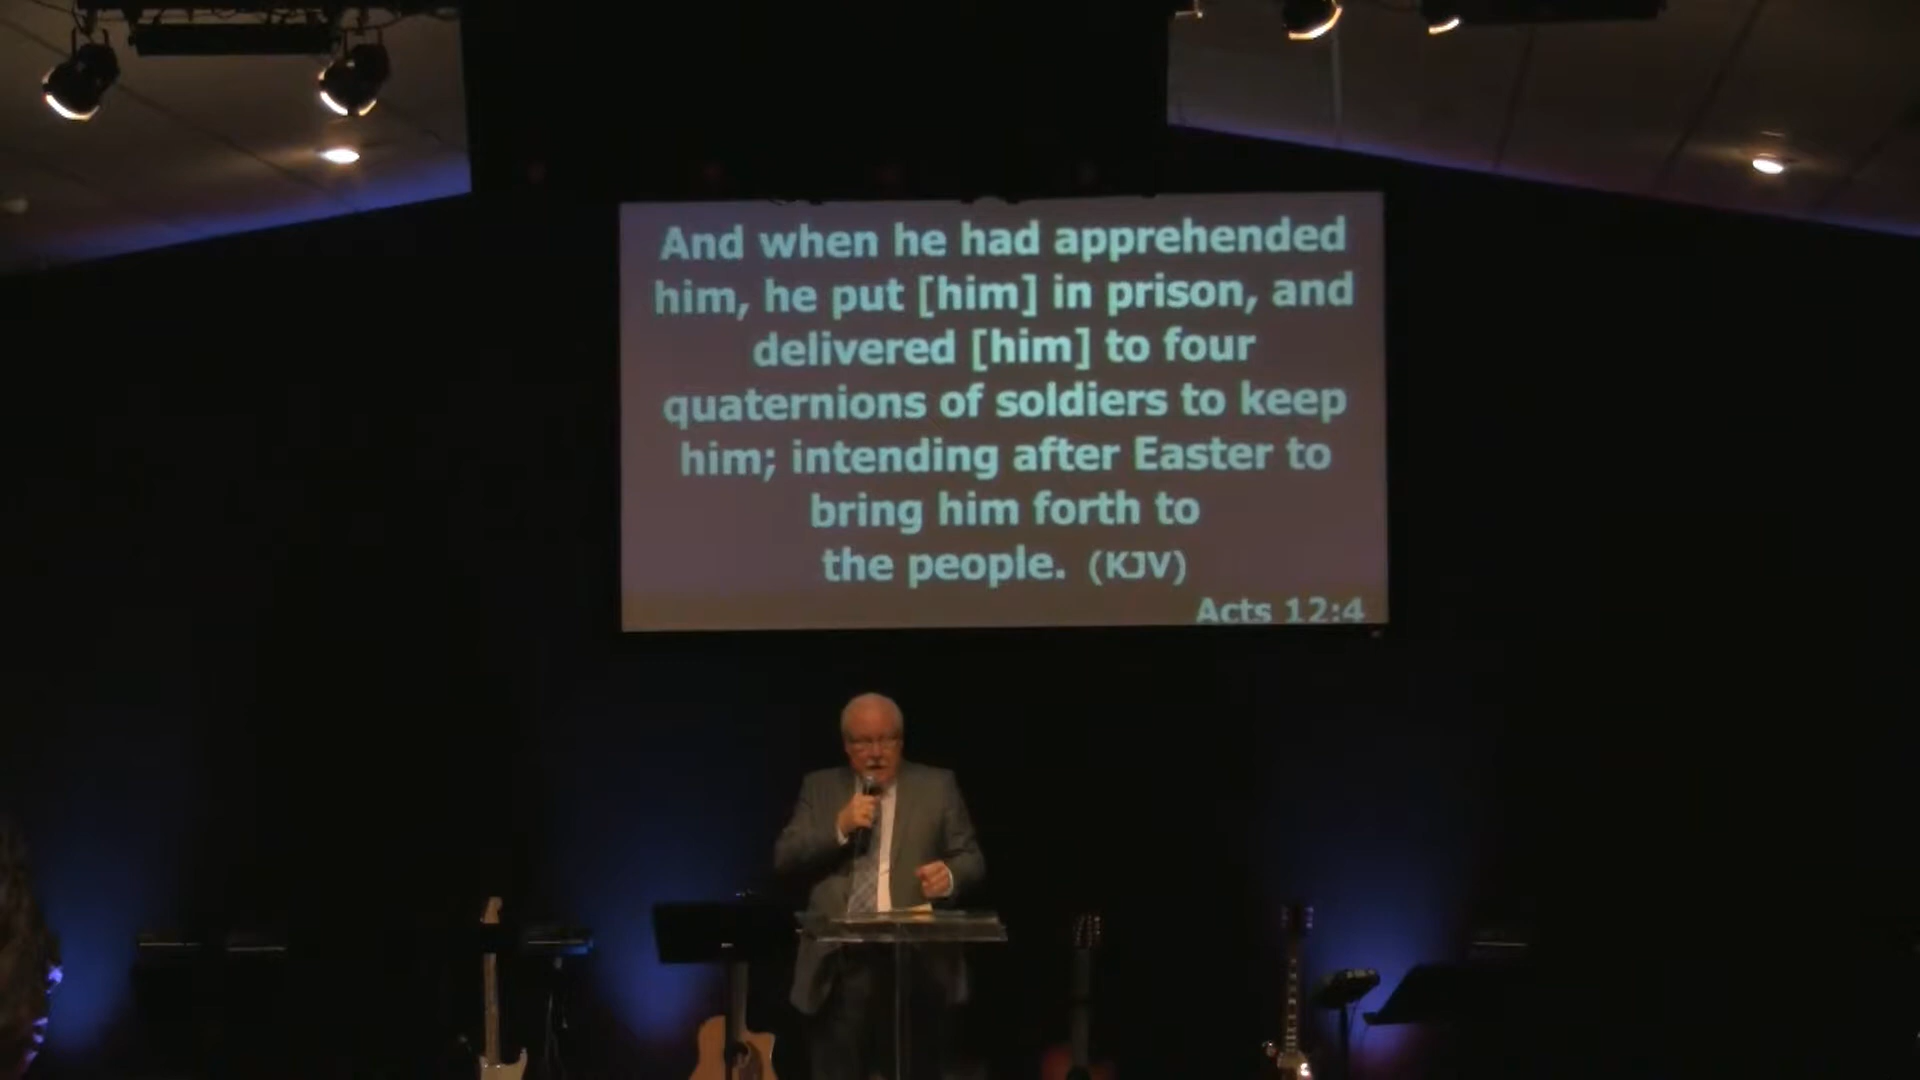 And when he had apprehended
him, he put [him] in prison, and
delivered [him] to four
quaternions of soldiers to keep
him; intending after Easter to
bring him forth to
the people. (KJV)
Acts 12:4